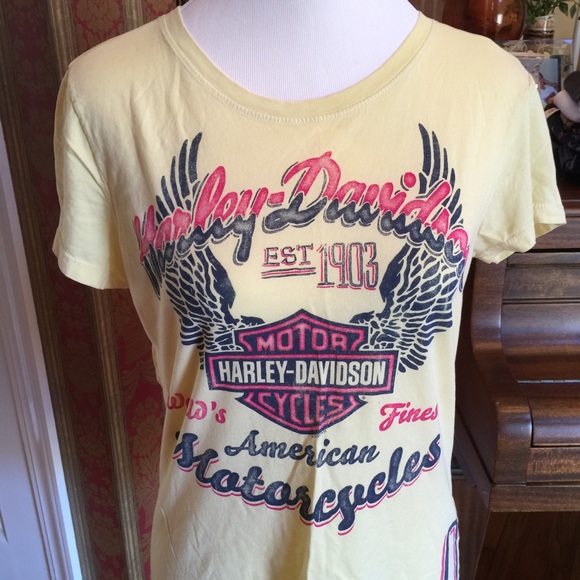 Harley-Davidson
EST 1903
MOTOR
HARLEY-DAVIDSON
CYCLES
World's Finest
American
Motorcycles